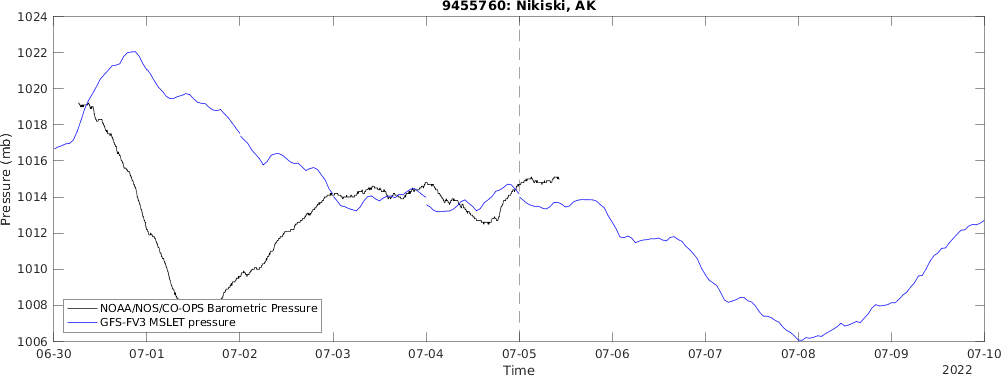 9455760: Nikiski, AK
Pressure (mb)
1024
1022
1020
1018
1016
1014
1012
1010
1008
1006
NOAA/NOS/CO-OPS Barometric Pressure
GFS-FV3 MSLET pressure
06-30 07-01 07-02 07-03 07-04 07-05 07-06 07-07 07-08 07-09 07-10
Time
2022